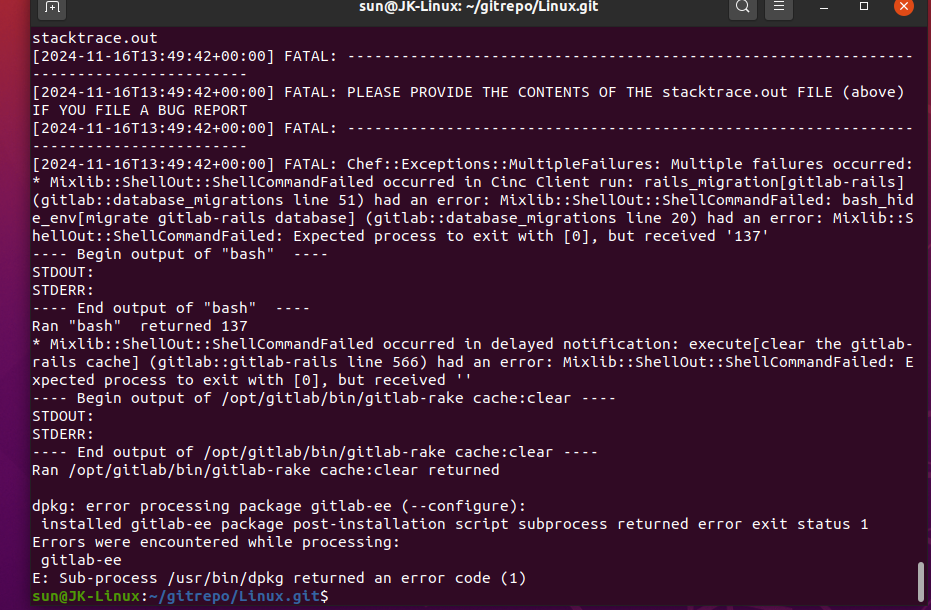 sun@JK-Linux: ~/gitrepo/Linux.git
stacktrace.out
[2024-11-16T13:49:42+00:00] FATAL: ---------------------------------------------------------------
------------------------
[2024-11-16T13:49:42+00:00] FATAL: PLEASE PROVIDE THE CONTENTS OF THE stacktrace.out FILE (above)
IF YOU FILE A BUG REPORT
[2024-11-16T13:49:42+00:00] FATAL: ---------------------------------------------------------------
------------------------
[2024-11-16T13:49:42+00:00] FATAL: Chef::Exceptions::MultipleFailures: Multiple failures occurred:
* Mixlib::ShellOut::ShellCommandFailed occurred in Cinc Client run: rails_migration[gitlab-rails]
(gitlab::database_migrations line 51) had an error: Mixlib::ShellOut::ShellCommandFailed: bash_hid
e_env[migrate gitlab-rails database] (gitlab::database_migrations line 20) had an error: Mixlib::S
hellOut::ShellCommandFailed: Expected process to exit with [0], but received '137'
---- Begin output of "bash"  ----
STDOUT:
STDERR:
---- End output of "bash"  ----
Ran "bash"  returned 137
* Mixlib::ShellOut::ShellCommandFailed occurred in delayed notification: execute[clear the gitlab-
rails cache] (gitlab::gitlab-rails line 566) had an error: Mixlib::ShellOut::ShellCommandFailed: E
xpected process to exit with [0], but received ''
---- Begin output of /opt/gitlab/bin/gitlab-rake cache:clear ----
STDOUT:
STDERR:
---- End output of /opt/gitlab/bin/gitlab-rake cache:clear ----
Ran /opt/gitlab/bin/gitlab-rake cache:clear returned
dpkg: error processing package gitlab-ee (--configure):
 installed gitlab-ee package post-installation script subprocess returned error exit status 1
Errors were encountered while processing:
 gitlab-ee
E: Sub-process /usr/bin/dpkg returned an error code (1)
sun@JK-Linux:~/gitrepo/Linux.git$